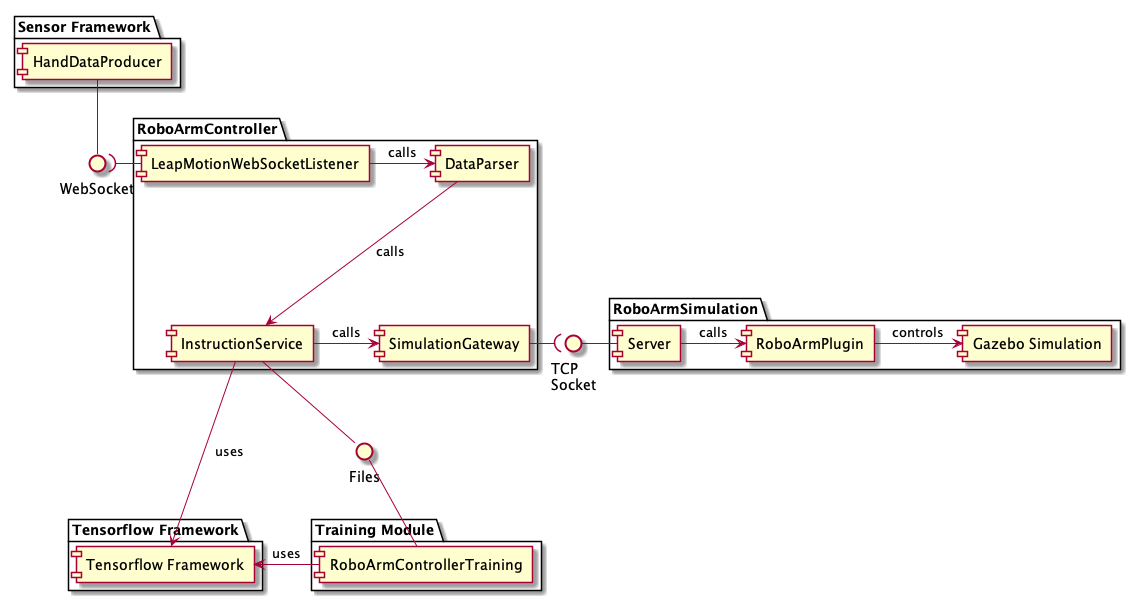 Sensor Framework
HandDataProducer
RoboArmController
LeapMotionWebSocketListener
calls
DataParser
WebSocket
calls
RoboArmSimulation
InstructionService
calls
SimulationGateway
Server
calls
RoboArmPlugin
controls
Gazebo Simulation
TCP
Socket
uses
Files
Tensorflow Framework
Training Module
Tensorflow Framework
uses
RoboArmControllerTraining